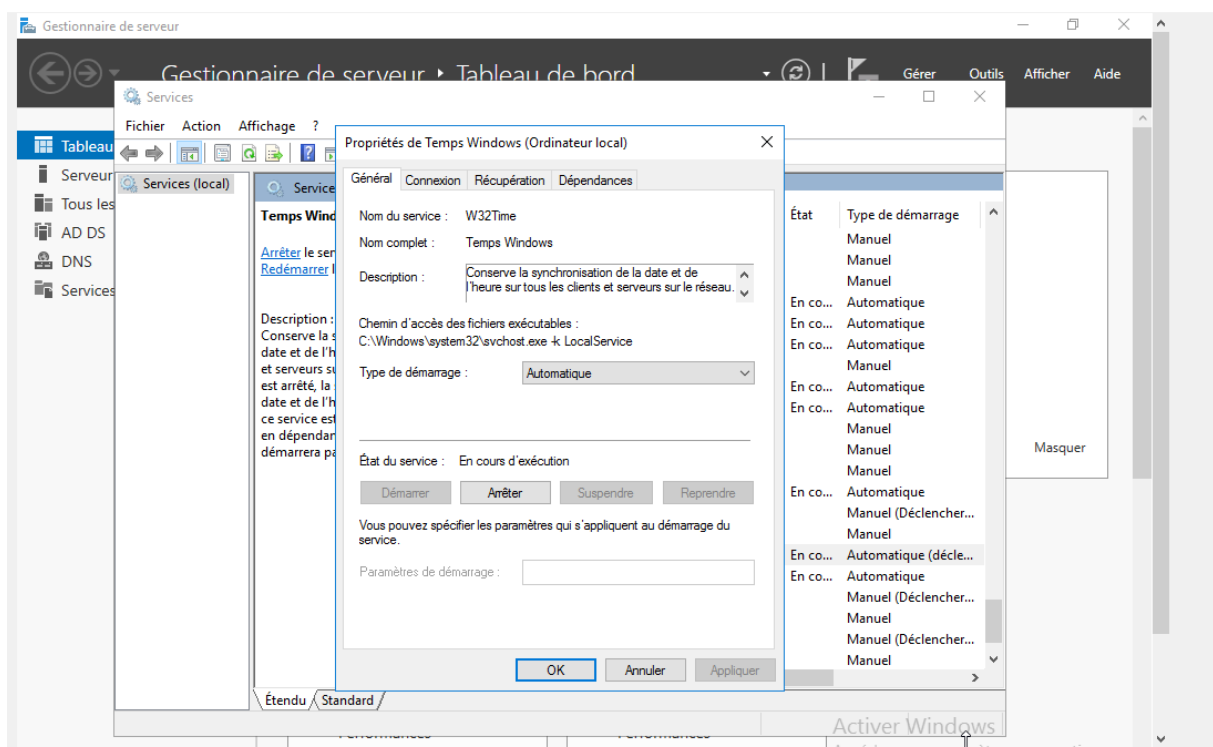 Gestionnaire de serveur
Gestionnaire de serveur • Tableau de bord
Gérer Outils Afficher Aide
Services
Fichier Action Affichage ?
Tableau
Serveur
Tous les
AD DS
DNS
Services
Services (local)
Service
Temps Wind
Arrêter le ser
Redémarrer l
Description :
Conserve la s
date et de l'h
et serveurs su
est arrêté, la s
date et de l'h
ce service est
en dépendan
démarrera pa
Propriétés de Temps Windows (Ordinateur local)
Général Connexion Récupération Dépendances
Nom du service : W32Time
Nom complet : Temps Windows
Description : Conserve la synchronisation de la date et de
l'heure sur tous les clients et serveurs sur le réseau.
Chemin d'accès des fichiers exécutables :
C:\Windows\system32\svchost.exe -k LocalService
Type de démarrage : Automatique
État du service : En cours d'exécution
Démarrer Arrêter Suspendre Reprendre
Vous pouvez spécifier les paramètres qui s'appliquent au démarrage du
service.
Paramètres de démarrage :
OK Annuler Appliquer
État Type de démarrage
Manuel
Manuel
Manuel
En co... Automatique
En co... Automatique
En co... Automatique
Manuel
En co... Automatique
En co... Automatique
Manuel
Manuel
Manuel
En co... Automatique
Manuel (Déclencher...
Manuel
En co... Automatique (décle...
En co... Automatique
Manuel (Déclencher...
Manuel
Manuel (Déclencher...
Manuel
Masquer
Étendu Standard
Activer Windows